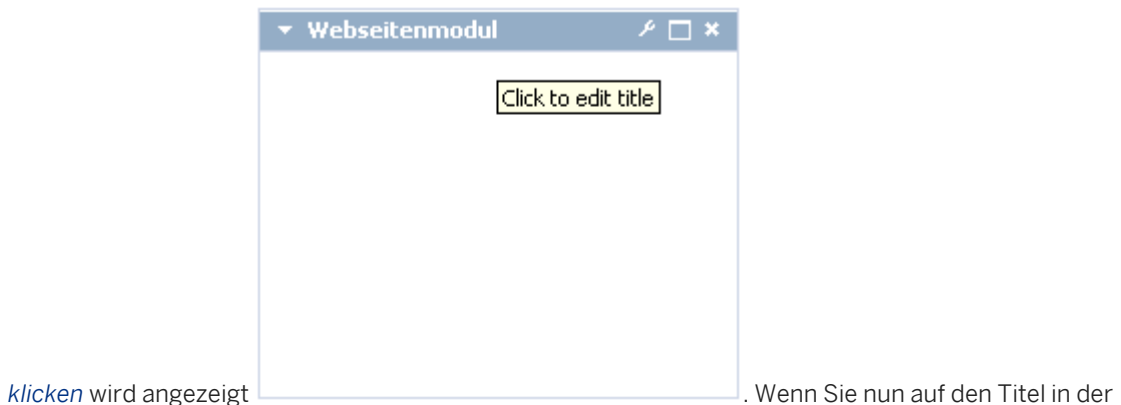 Webseitenmodul
Click to edit title
klicken wird angezeigt . Wenn Sie nun auf den Titel in der